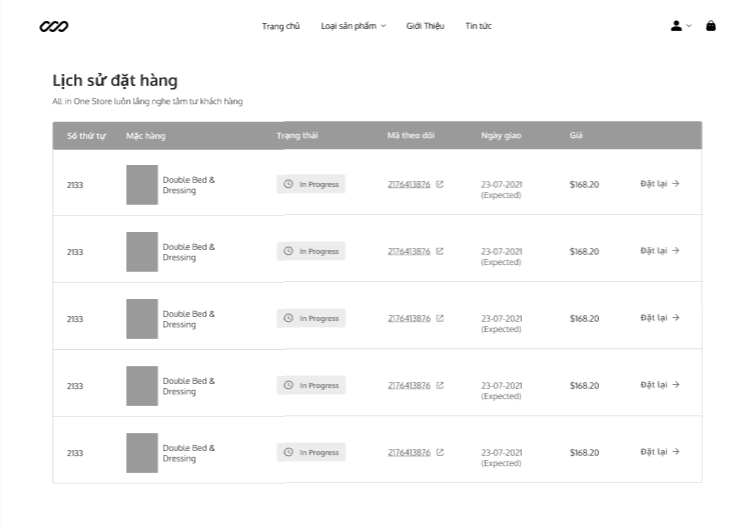 Trang chủ Loại sản phẩm Giới Thiệu Tin tức
Lịch sử đặt hàng
All in One Store luôn lắng nghe tâm tư khách hàng
Số thứ tự Mặc hàng Trạng thái Mã theo dõi Ngày giao Giá
2133 Double Bed & Dressing In Progress 2176413876 23-07-2021 (Expected) $168.20 Đặt lại →
2133 Double Bed & Dressing In Progress 2176413876 23-07-2021 (Expected) $168.20 Đặt lại →
2133 Double Bed & Dressing In Progress 2176413876 23-07-2021 (Expected) $168.20 Đặt lại →
2133 Double Bed & Dressing In Progress 2176413876 23-07-2021 (Expected) $168.20 Đặt lại →
2133 Double Bed & Dressing In Progress 2176413876 23-07-2021 (Expected) $168.20 Đặt lại →